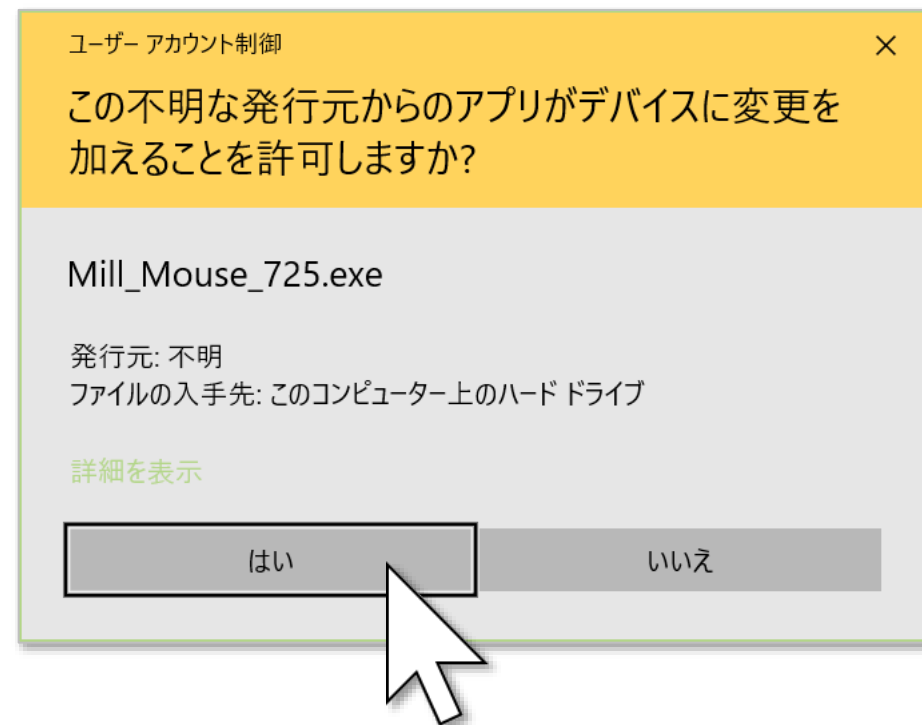 ユーザー アカウント制御
この不明な発行元からのアプリがデバイスに変更を
加えることを許可しますか?
Mill_Mouse_725.exe
発行元: 不明
ファイルの入手先: このコンピューター上のハード ドライブ
詳細を表示
はい
いいえ